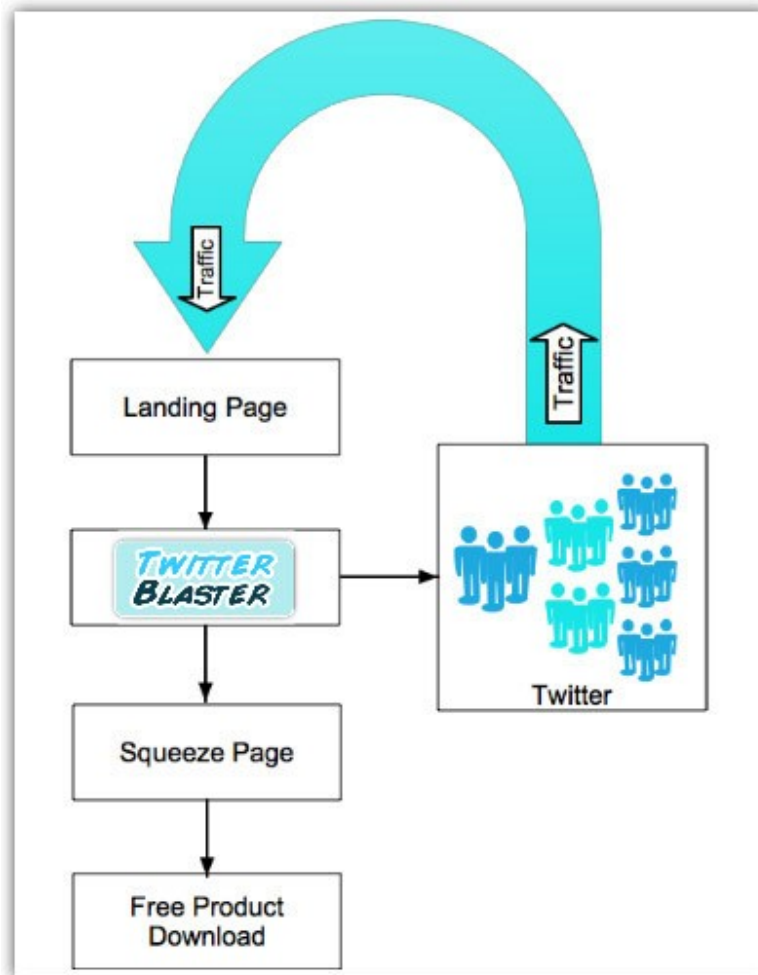 Traffic
Traffic
Landing Page
TWITTER
BLASTER
Twitter
Squeeze Page
Free Product
Download